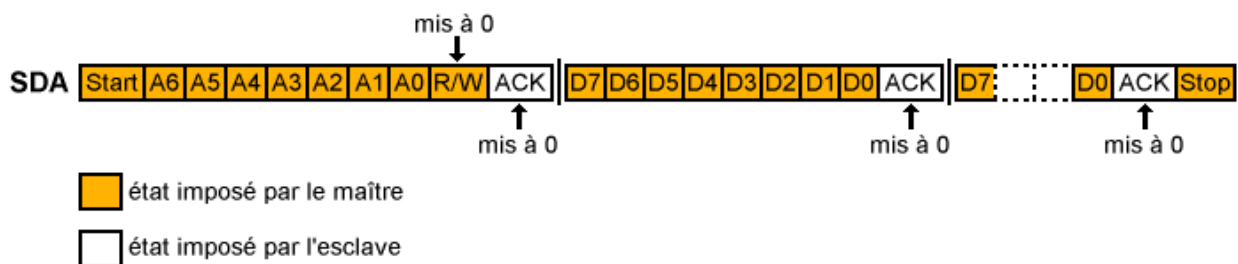 mis à 0
SDA Start A6 A5 A4 A3 A2 A1 A0 R/W ACK D7 D6 D5 D4 D3 D2 D1 D0 ACK D7 D0 ACK Stop
mis à 0 mis à 0 mis à 0
état imposé par le maître
état imposé par l'esclave